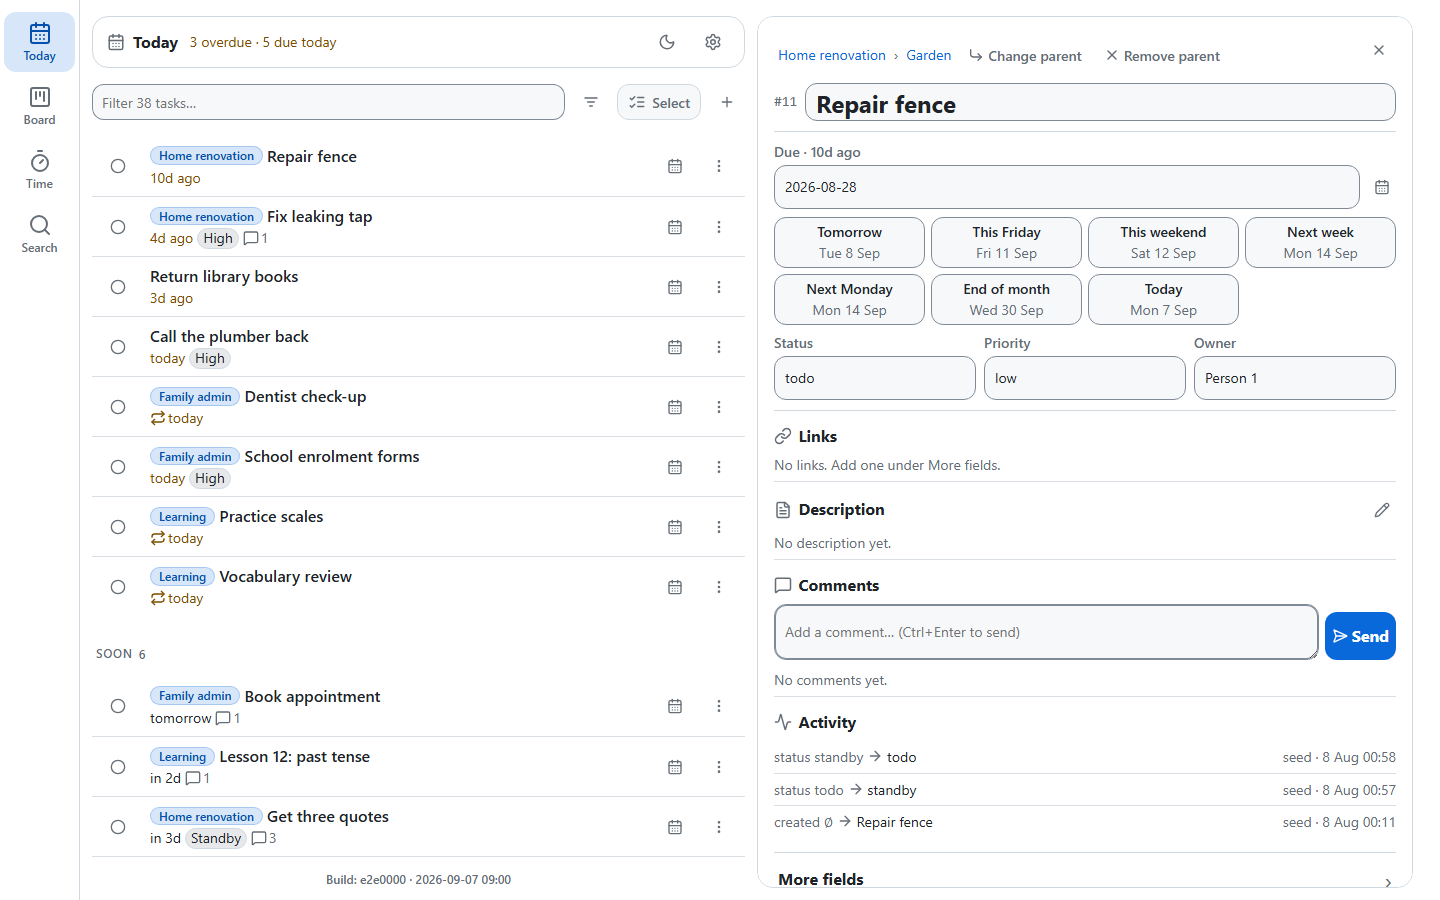 Today
Board
Time
Search
Today 3 overdue · 5 due today
Filter 38 tasks...
Select
Home renovation Repair fence
10d ago
Home renovation Fix leaking tap
4d ago High 1
Return library books
3d ago
Call the plumber back
today High
Family admin Dentist check-up
today
Family admin School enrolment forms
today High
Learning Practice scales
today
Learning Vocabulary review
today
SOON 6
Family admin Book appointment
tomorrow 1
Learning Lesson 12: past tense
in 2d 1
Home renovation Get three quotes
in 3d Standby 3
Build: e2e0000 · 2026-09-07 09:00
Home renovation › Garden Change parent Remove parent
#11 Repair fence
Due · 10d ago
2026-08-28
Tomorrow
Tue 8 Sep
This Friday
Fri 11 Sep
This weekend
Sat 12 Sep
Next week
Mon 14 Sep
Next Monday
Mon 14 Sep
End of month
Wed 30 Sep
Today
Mon 7 Sep
Status Priority Owner
todo low Person 1
Links
No links. Add one under More fields.
Description
No description yet.
Comments
Add a comment... (Ctrl+Enter to send)
Send
No comments yet.
Activity
status standby → todo seed · 8 Aug 00:58
status todo → standby seed · 8 Aug 00:57
created ∅ → Repair fence seed · 8 Aug 00:11
More fields